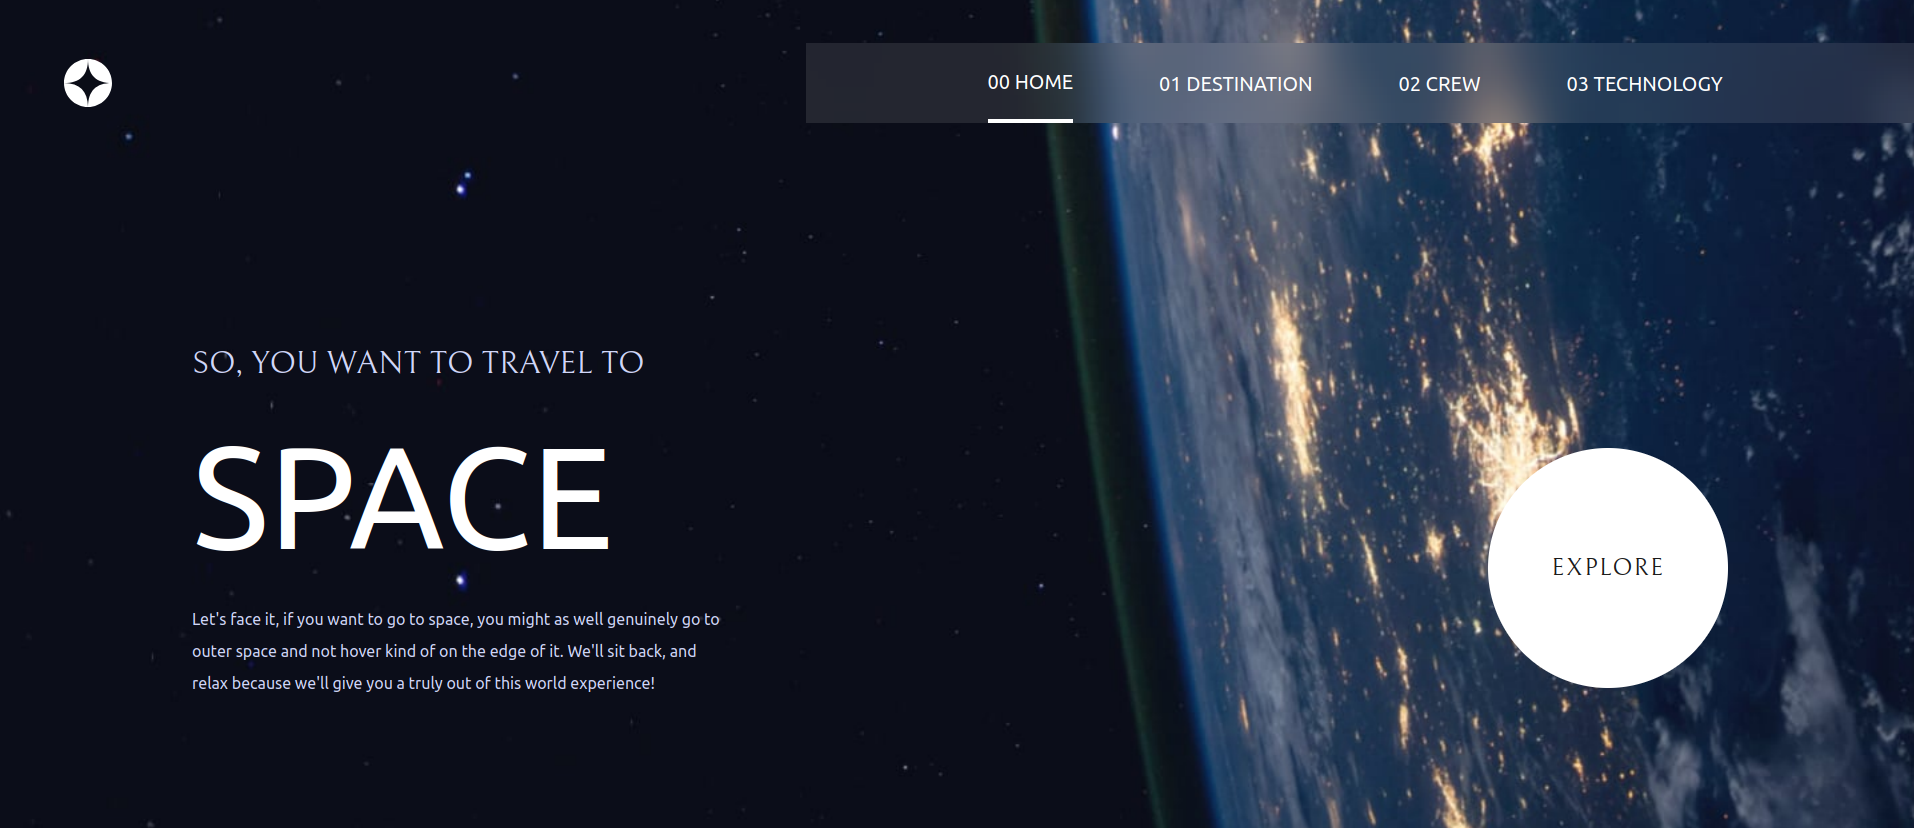 00 HOME
01 DESTINATION
02 CREW
03 TECHNOLOGY
SO, YOU WANT TO TRAVEL TO
SPACE
Let's face it, if you want to go to space, you might as well genuinely go to
outer space and not hover kind of on the edge of it. We'll sit back, and
relax because we'll give you a truly out of this world experience!
EXPLORE